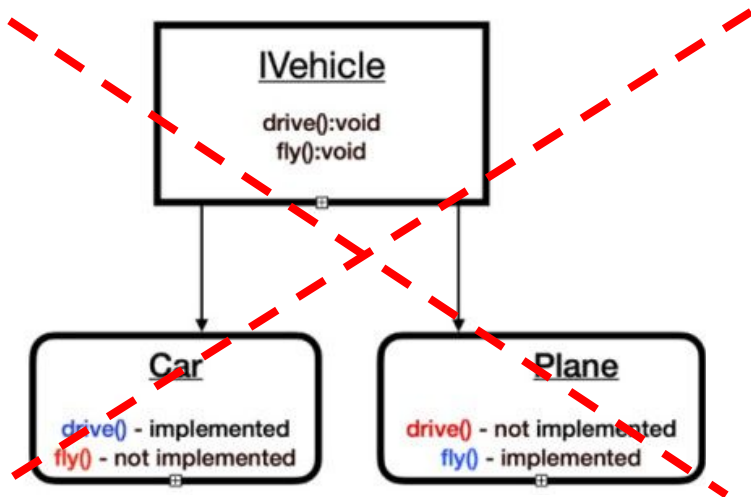 IVehicle
drive():void
fly():void
Car
drive() - implemented
fly() - not implemented
Plane
drive() - not implemented
fly() - implemented